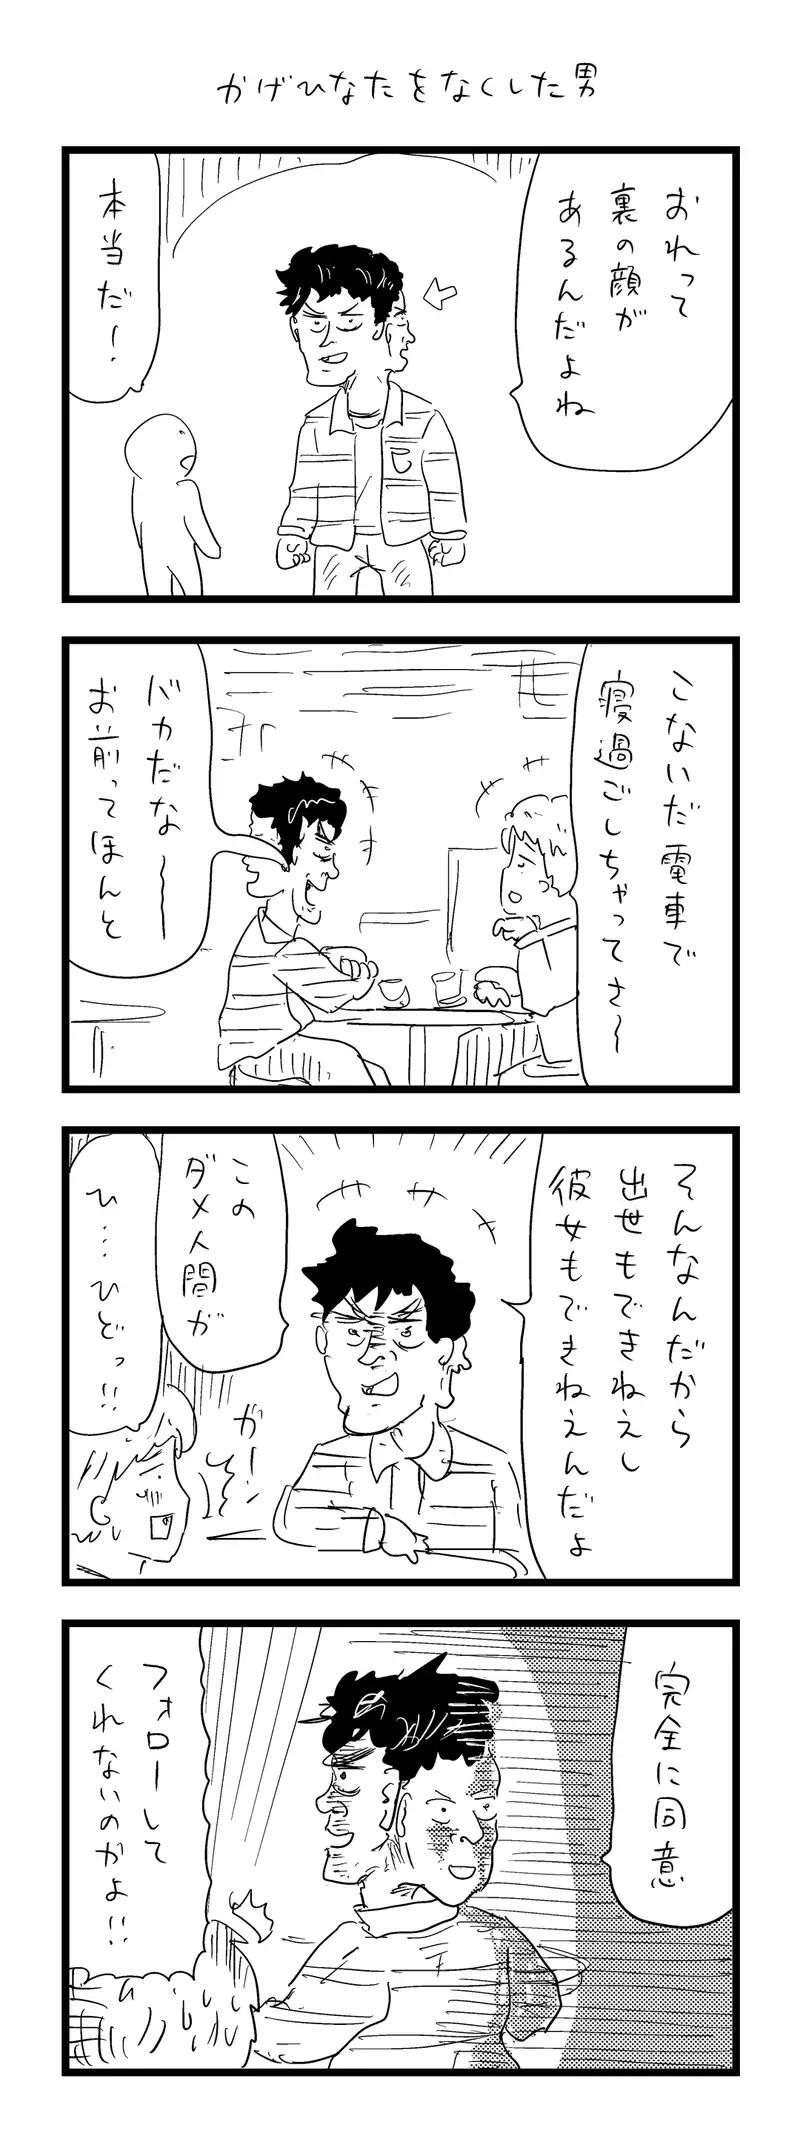 かげひなたをなくした男
おれって
裏の顔が
あるんだよね
本当だ!
こないだ電車で
寝過ごしちゃってさ〜
バカだな〜
お前ってほんと
そんなんだから
出世もできねえし
彼女もできねえんだよ
この
ダメ人間が
ガーン
ひ…ひどっ!!
完全に同意
フォローして
くれないのかよ!!